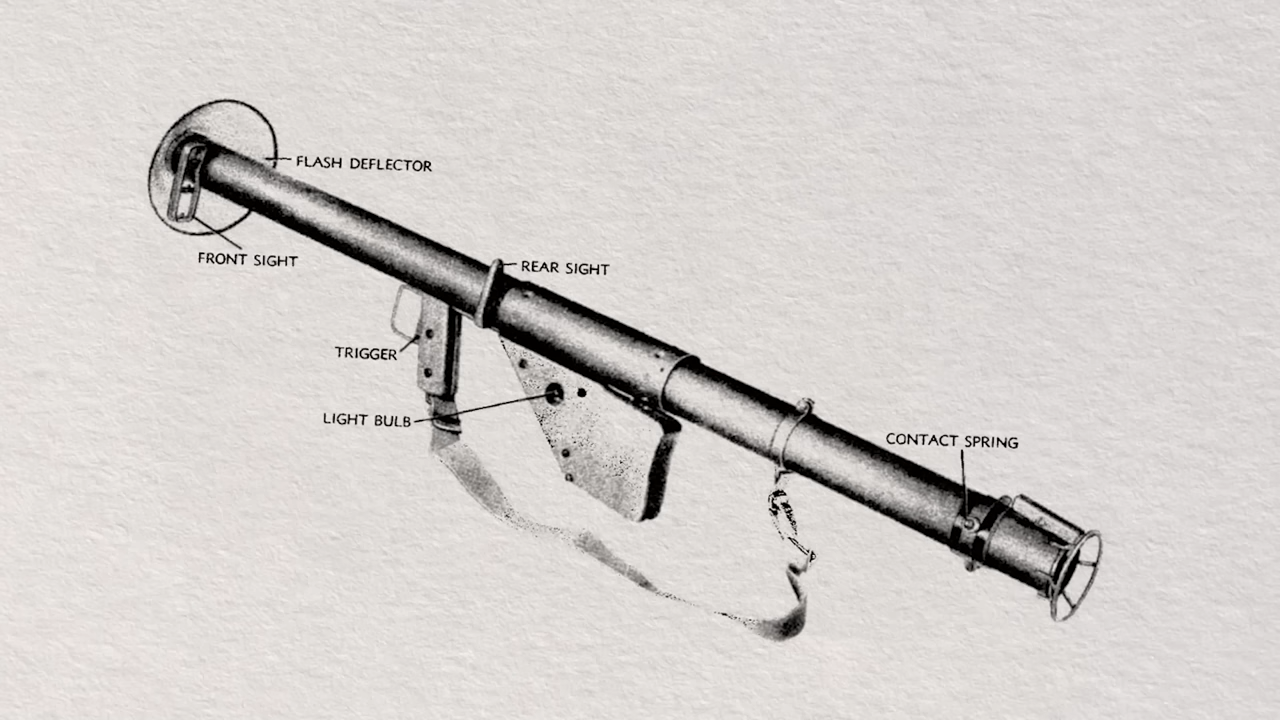 FLASH DEFLECTOR
FRONT SIGHT
REAR SIGHT
TRIGGER
LIGHT BULB
CONTACT SPRING